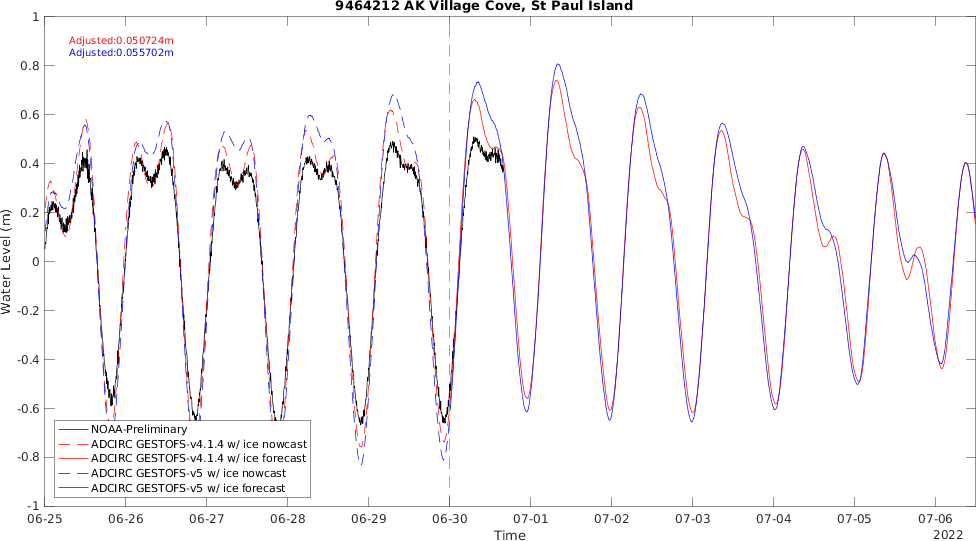 9464212 AK Village Cove, St Paul Island
Adjusted:0.050724m
Adjusted:0.055702m
Water Level (m)
1
0.8
0.6
0.4
0.2
0
-0.2
-0.4
-0.6
-0.8
-1
NOAA-Preliminary
ADCIRC GESTOFS-v4.1.4 w/ ice nowcast
ADCIRC GESTOFS-v4.1.4 w/ ice forecast
ADCIRC GESTOFS-v5 w/ ice nowcast
ADCIRC GESTOFS-v5 w/ ice forecast
06-25 06-26 06-27 06-28 06-29 06-30 07-01 07-02 07-03 07-04 07-05 07-06
Time
2022